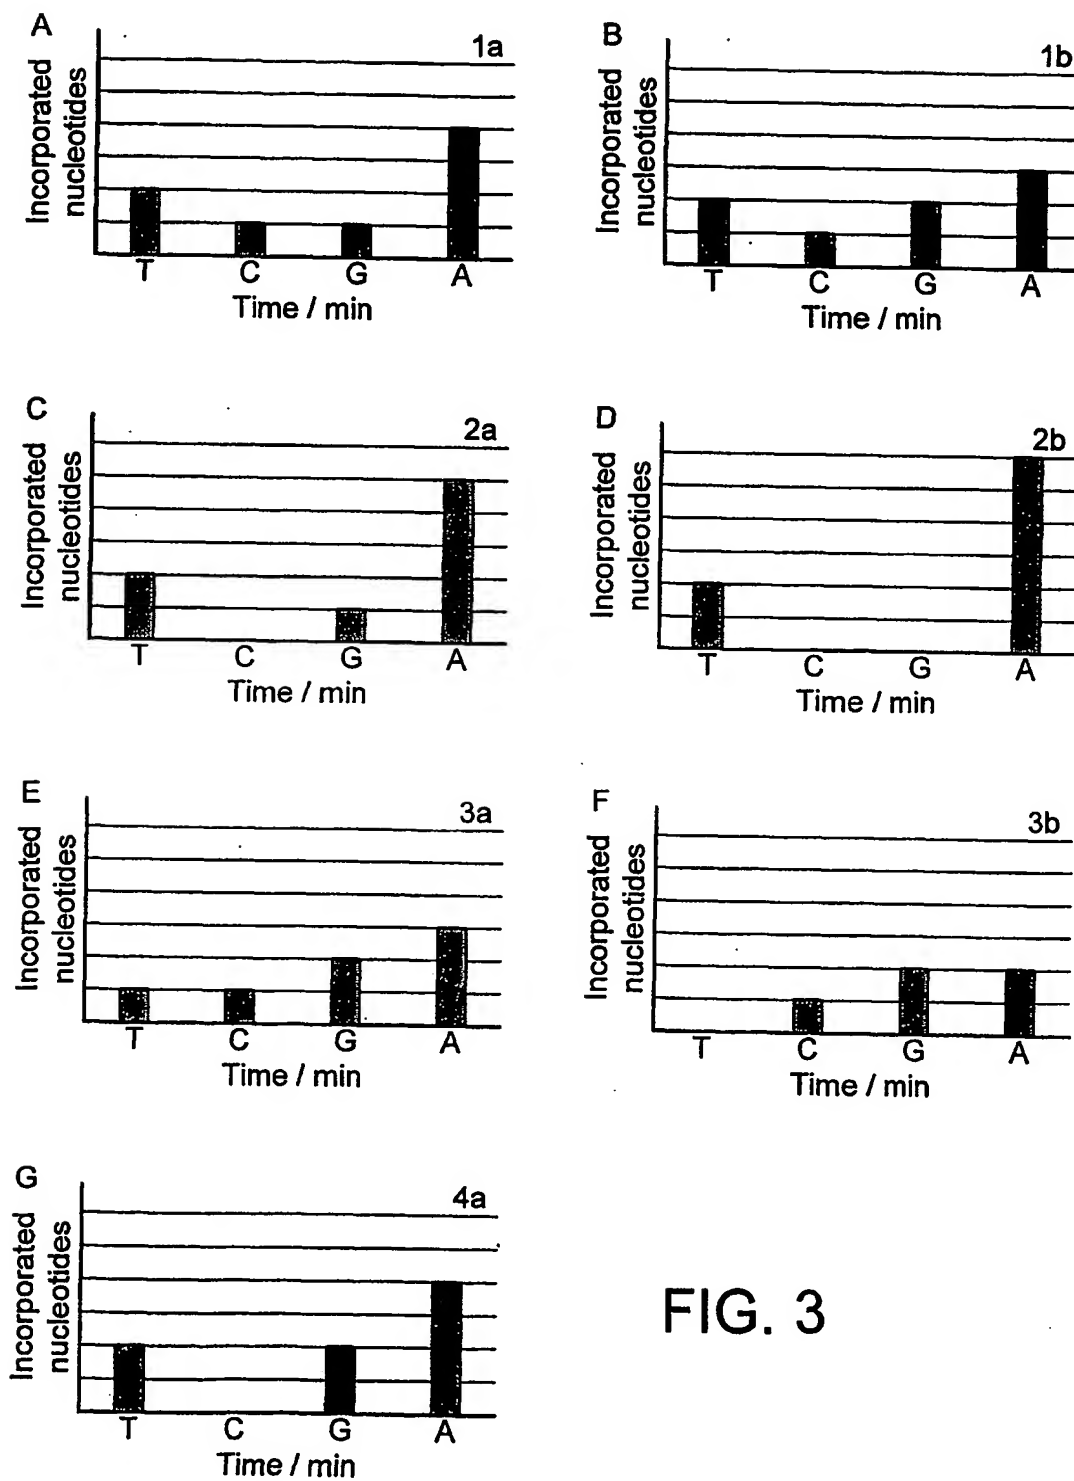 A
1a
Incorporated
nucleotides
T C G A
Time / min
B
1b
Incorporated
nucleotides
T C G A
Time / min
C
2a
Incorporated
nucleotides
T C G A
Time / min
D
2b
Incorporated
nucleotides
T C G A
Time / min
E
3a
Incorporated
nucleotides
T C G A
Time / min
F
3b
Incorporated
nucleotides
T C G A
Time / min
G
4a
Incorporated
nucleotides
T C G A
Time / min
FIG. 3